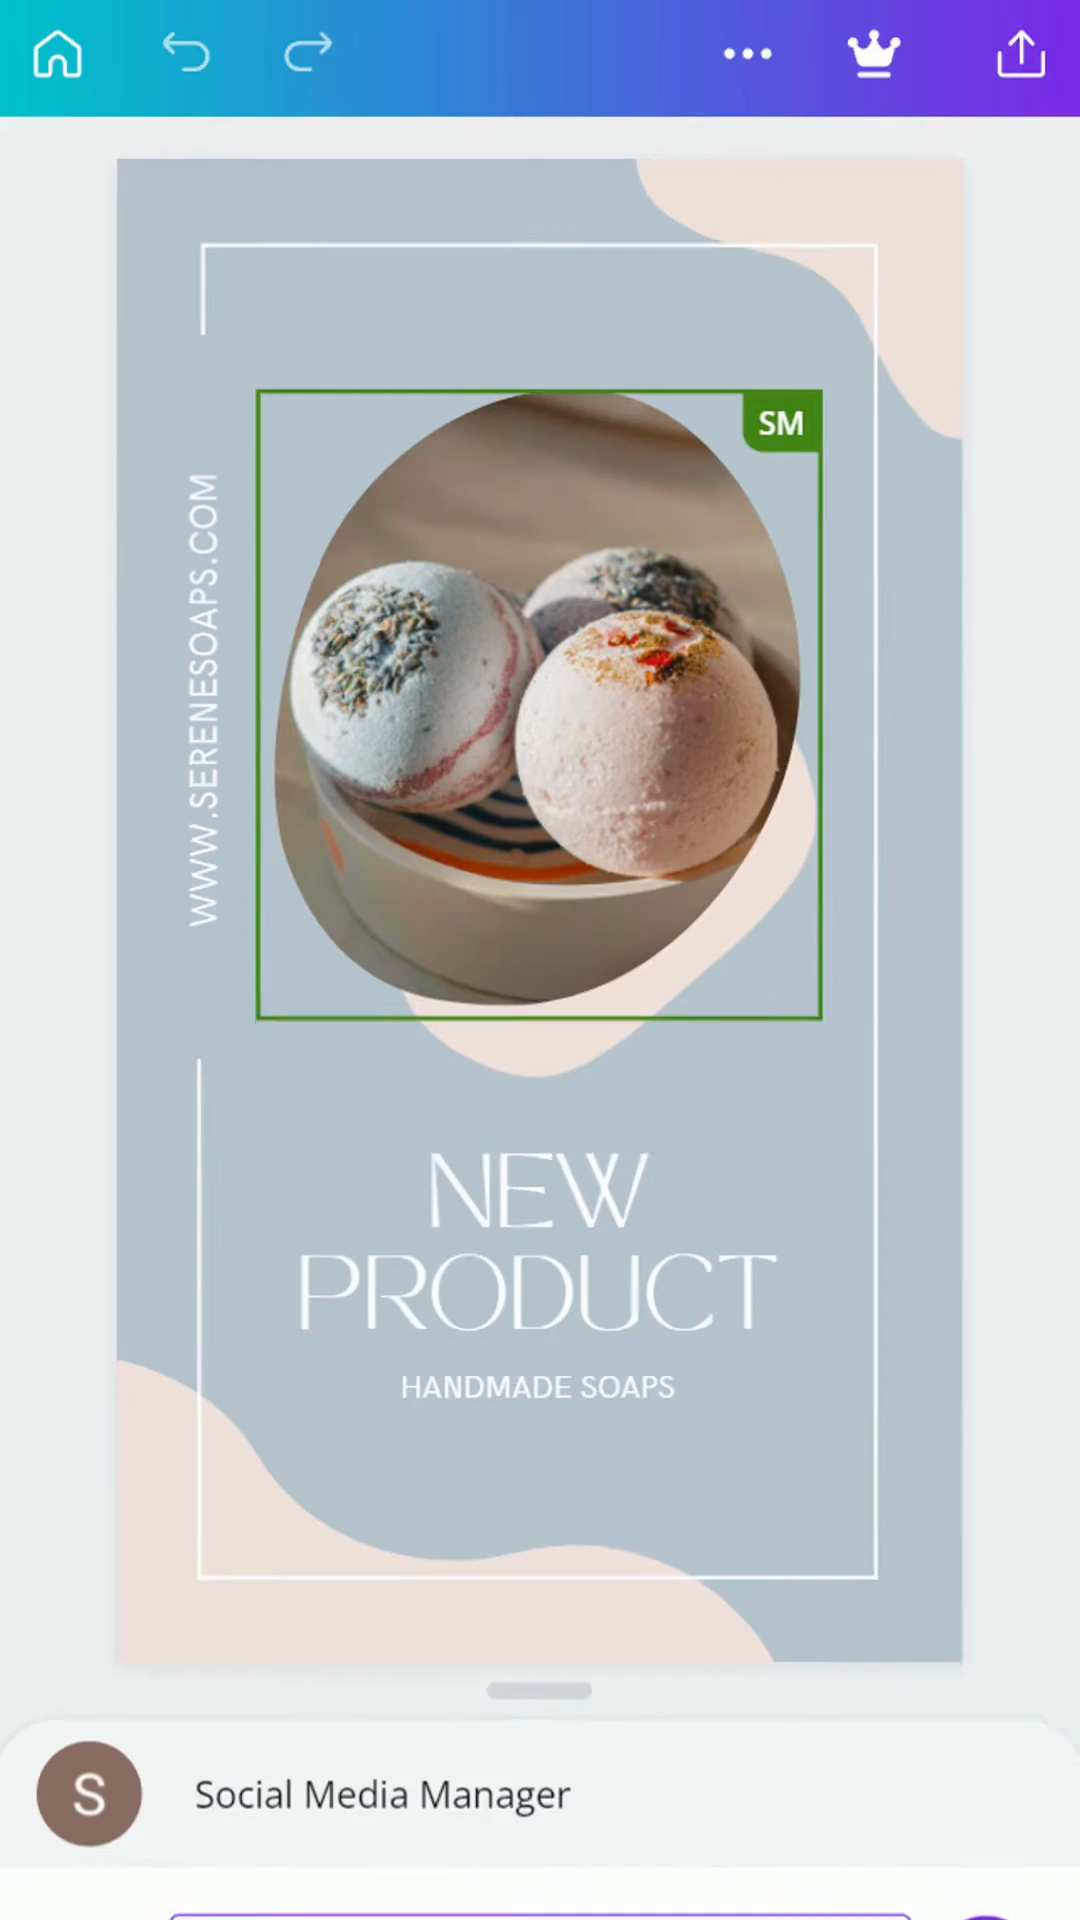 SM
WWW.SERENESOAPS.COM
NEW
PRODUCT
HANDMADE SOAPS
S
Social Media Manager